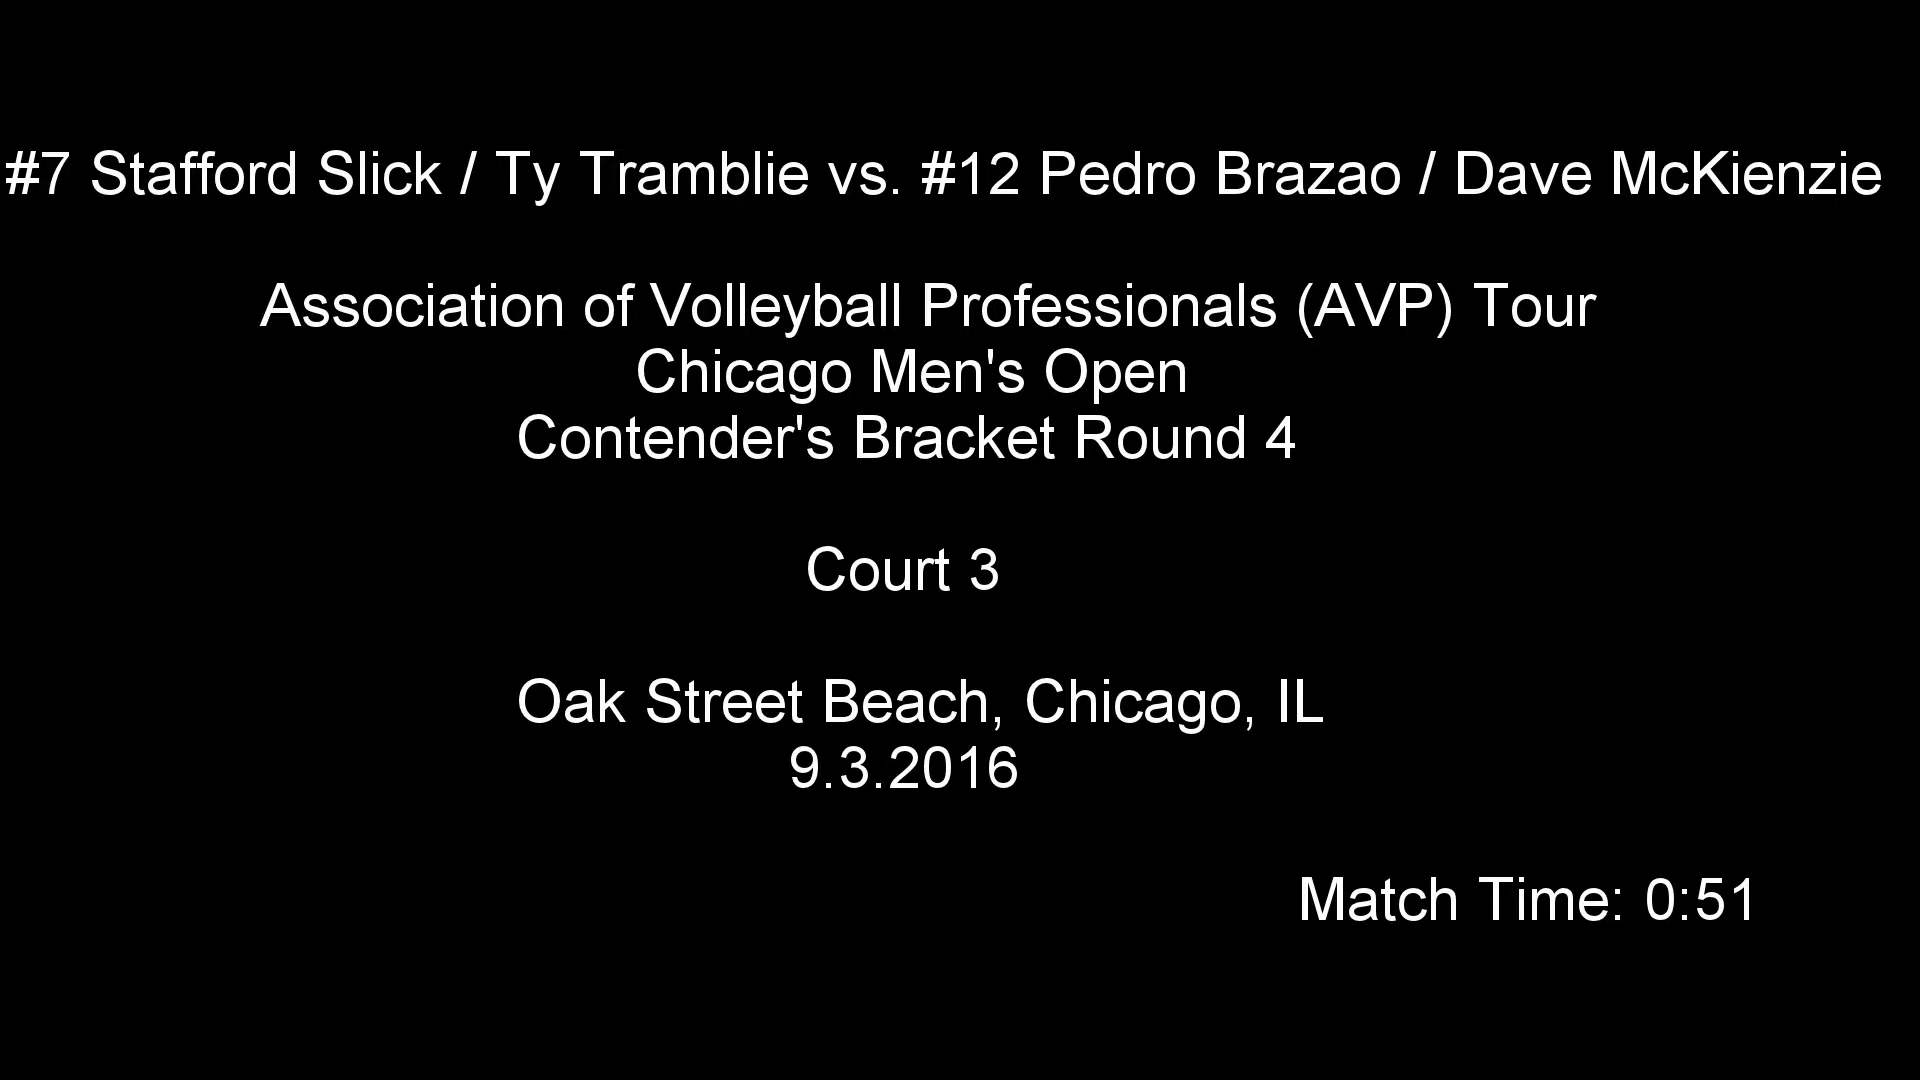 #7 Stafford Slick / Ty Tramblie vs. #12 Pedro Brazao / Dave McKienzie
Association of Volleyball Professionals (AVP) Tour
Chicago Men's Open
Contender's Bracket Round 4
Court 3
Oak Street Beach, Chicago, IL
9.3.2016
Match Time: 0:51